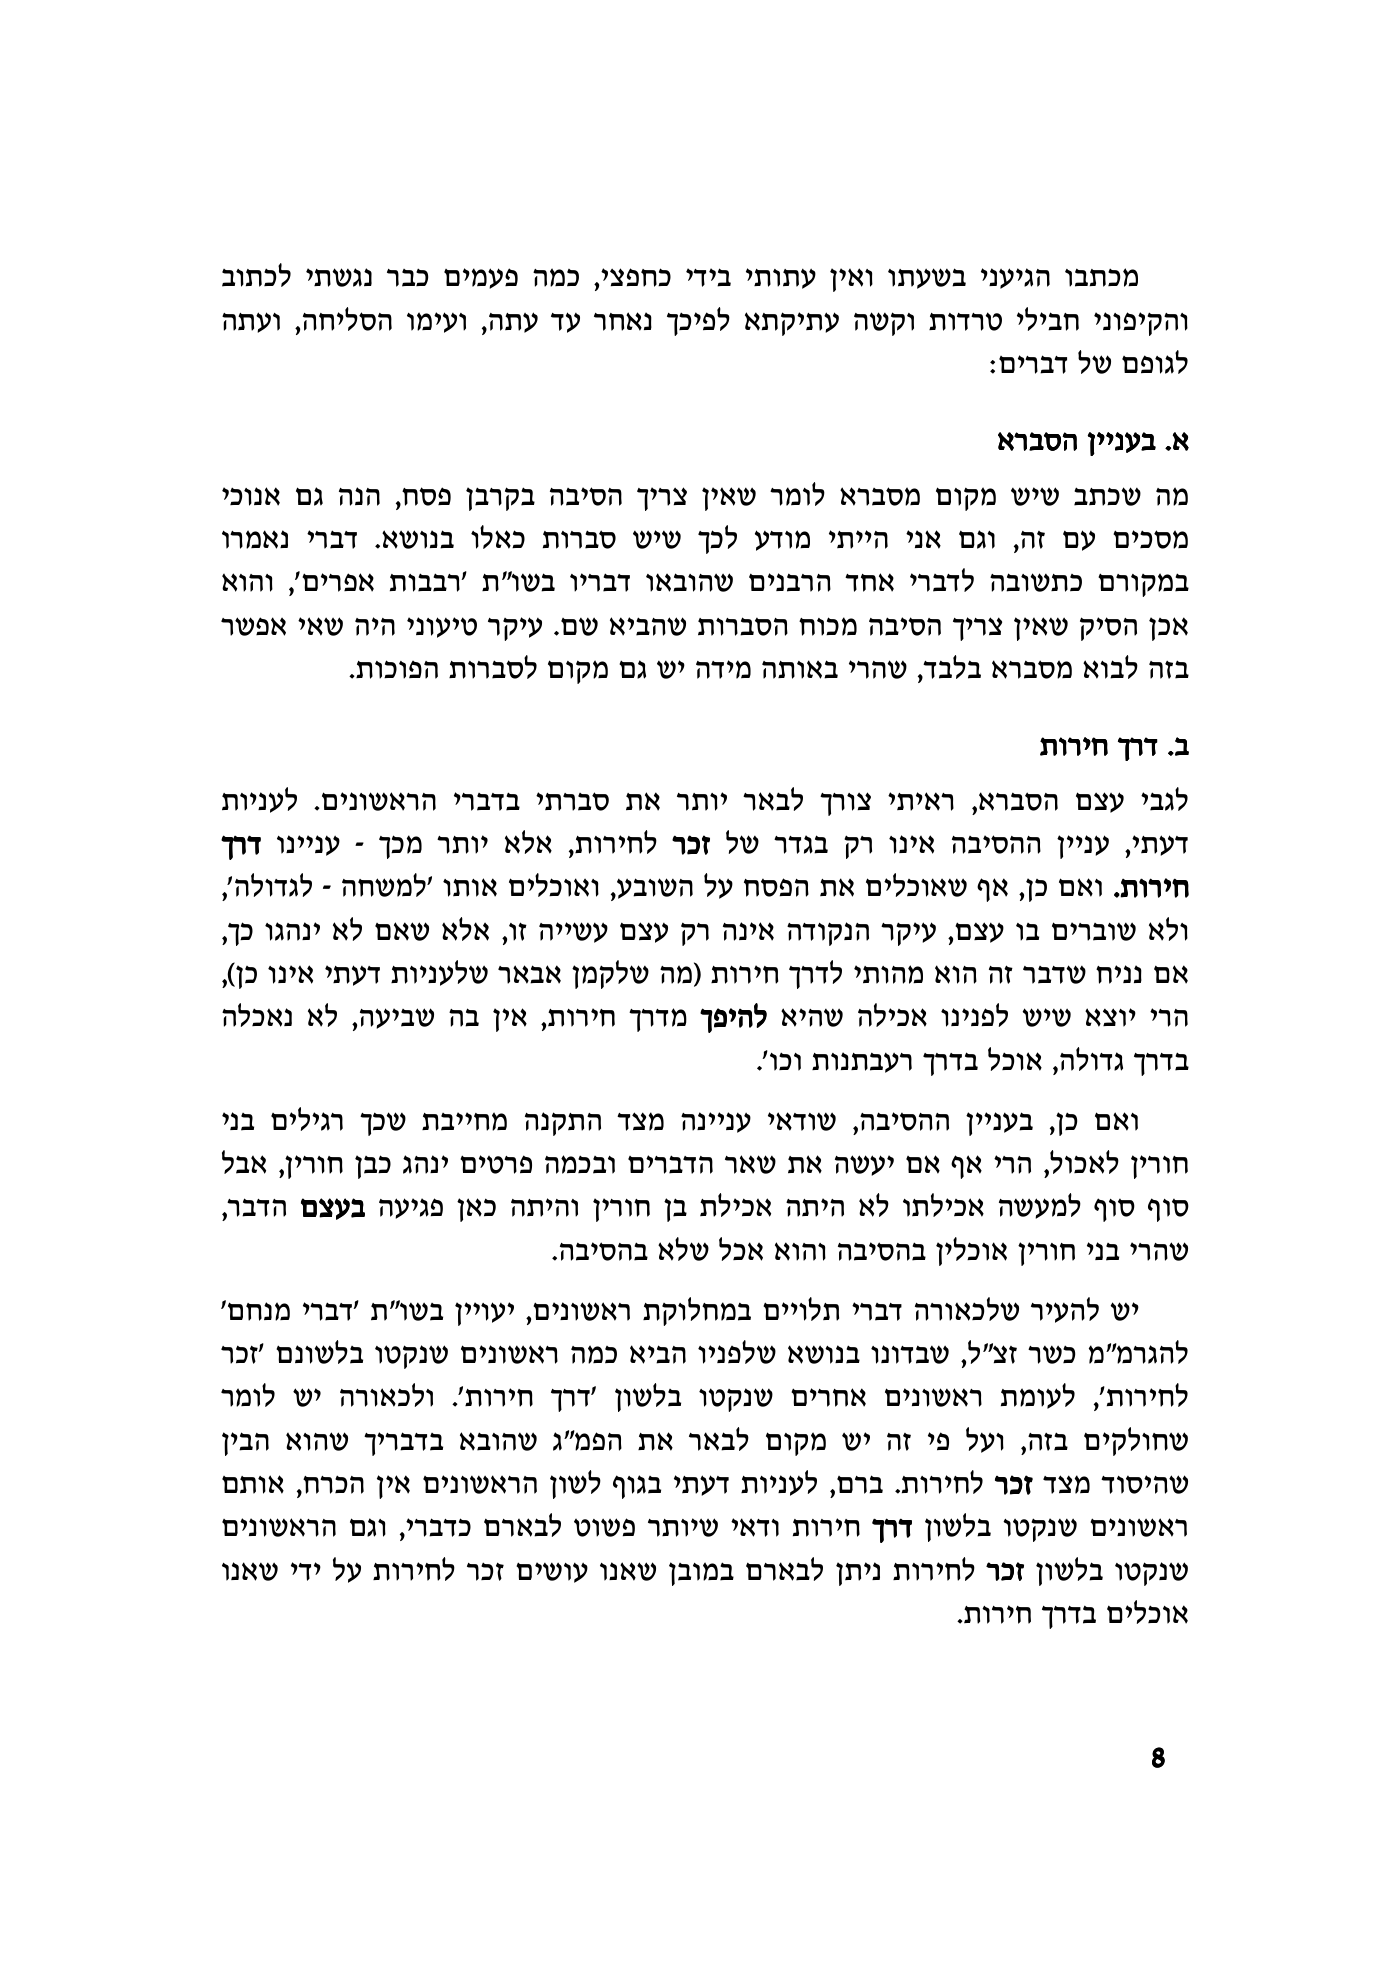 מכתבו הגיעני בשעתו ואין עתותי בידי כחפצי, כמה פעמים כבר נגשתי לכתוב
והקיפוני חבילי טרדות וקשה עתיקתא לפיכך נאחר עד עתה, ועימו הסליחה, ועתה
לגופם של דברים:
א. בעניין הסברא
מה שכתב שיש מקום מסברא לומר שאין צריך הסיבה בקרבן פסח, הנה גם אנוכי
מסכים עם זה, וגם אני הייתי מודע לכך שיש סברות כאלו בנושא. דברי נאמרו
במקורם כתשובה לדברי אחד הרבנים שהובאו דבריו בשו"ת 'רבבות אפרים', והוא
אכן הסיק שאין צריך הסיבה מכוח הסברות שהביא שם. עיקר טיעוני היה שאי אפשר
בזה לבוא מסברא בלבד, שהרי באותה מידה יש גם מקום לסברות הפוכות.
ב. דרך חירות
לגבי עצם הסברא, ראיתי צורך לבאר יותר את סברתי בדברי הראשונים. לעניות
דעתי, עניין ההסיבה אינו רק בגדר של זכר לחירות, אלא יותר מכך - עניינו דרך
חירות. ואם כן, אף שאוכלים את הפסח על השובע, ואוכלים אותו 'למשחה - לגדולה',
ולא שוברים בו עצם, עיקר הנקודה אינה רק עצם עשייה זו, אלא שאם לא ינהגו כך,
אם נניח שדבר זה הוא מהותי לדרך חירות (מה שלקמן אבאר שלעניות דעתי אינו כן),
הרי יוצא שיש לפנינו אכילה שהיא להיפך מדרך חירות, אין בה שביעה, לא נאכלה
בדרך גדולה, אוכל בדרך רעבתנות וכו'.
ואם כן, בעניין ההסיבה, שודאי עניינה מצד התקנה מחייבת שכך רגילים בני
חורין לאכול, הרי אף אם יעשה את שאר הדברים ובכמה פרטים ינהג כבן חורין, אבל
סוף סוף למעשה אכילתו לא היתה אכילת בן חורין והיתה כאן פגיעה בעצם הדבר,
שהרי בני חורין אוכלין בהסיבה והוא אכל שלא בהסיבה.
יש להעיר שלכאורה דברי תלויים במחלוקת ראשונים, יעויין בשו"ת 'דברי מנחם'
להגרמ"מ כשר זצ"ל, שבדונו בנושא שלפניו הביא כמה ראשונים שנקטו בלשונם 'זכר
לחירות', לעומת ראשונים אחרים שנקטו בלשון 'דרך חירות'. ולכאורה יש לומר
שחולקים בזה, ועל פי זה יש מקום לבאר את הפמ"ג שהובא בדבריך שהוא הבין
שהיסוד מצד זכר לחירות. ברם, לעניות דעתי בגוף לשון הראשונים אין הכרח, אותם
ראשונים שנקטו בלשון דרך חירות ודאי שיותר פשוט לבארם כדברי, וגם הראשונים
שנקטו בלשון זכר לחירות ניתן לבארם במובן שאנו עושים זכר לחירות על ידי שאנו
אוכלים בדרך חירות.
8